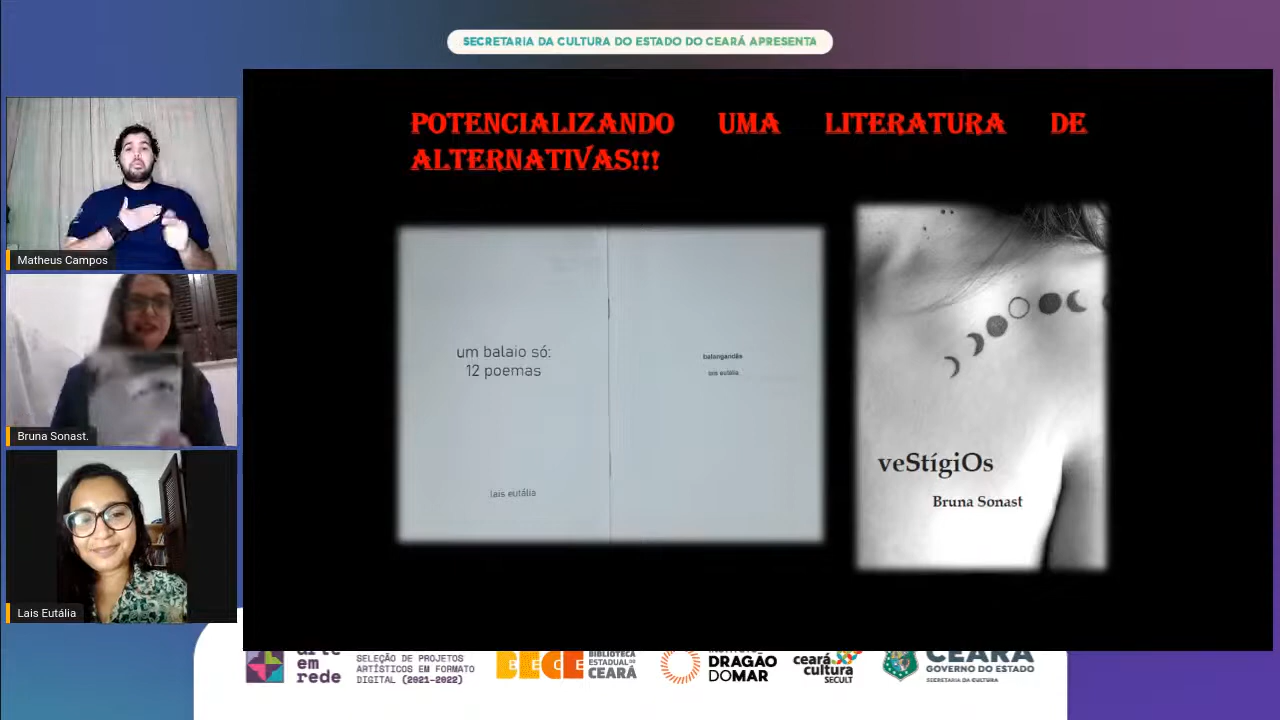 SECRETARIA DA CULTURA DO ESTADO DO CEARÁ APRESENTA
POTENCIALIZANDO UMA LITERATURA DE
ALTERNATIVAS!!!
um balaio só:
12 poemas
lais eutália
balangandãs
lais eutália
veStígiOs
Bruna Sonast
Matheus Campos
Bruna Sonast.
Lais Eutália
arte
em
rede
SELEÇÃO DE PROJETOS
ARTÍSTICOS EM FORMATO
DIGITAL (2021-2022)
BECE
BIBLIOTECA
ESTADUAL DO
CEARÁ
DRAGÃO
DO MAR
ceará
cultura
SECULT
CEARÁ
GOVERNO DO ESTADO
SECRETARIA DA CULTURA